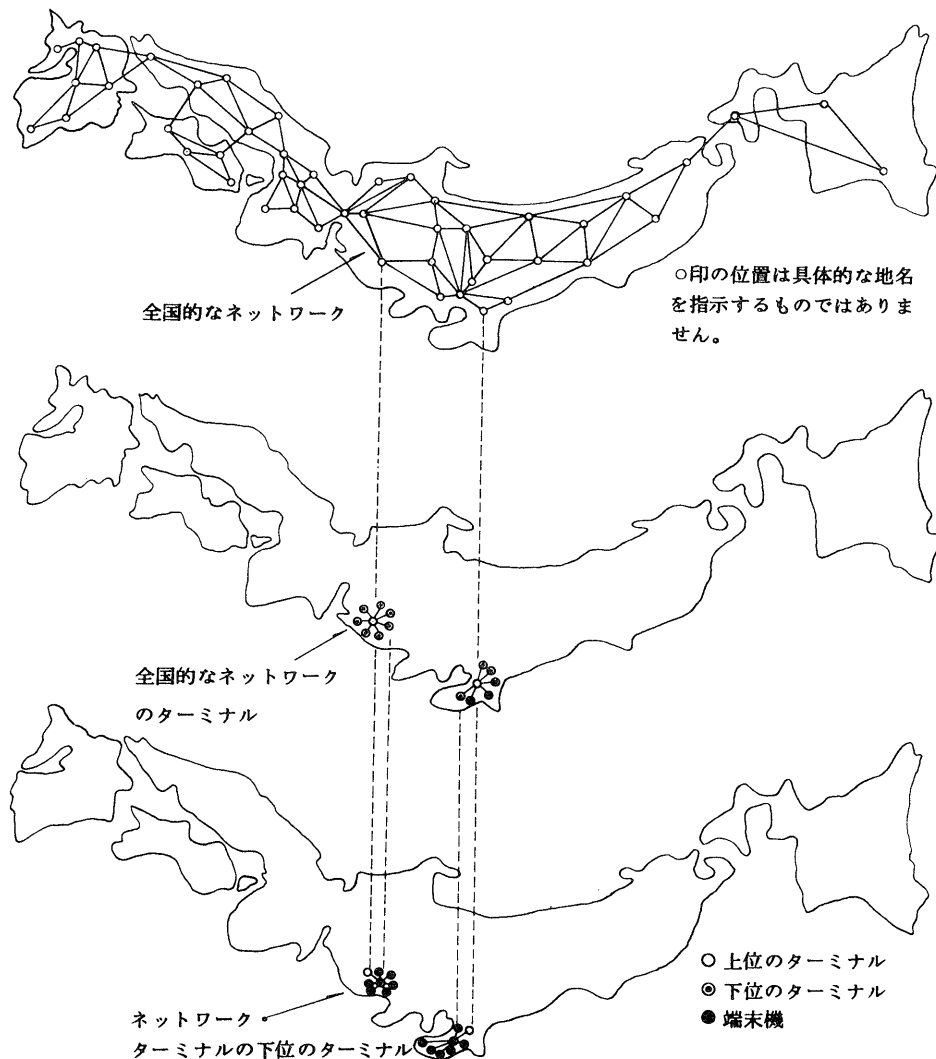 全国的なネットワーク
○印の位置は具体的な地名
を指示するものではありま
せん。
全国的なネットワーク
のターミナル
○ 上位のターミナル
◉ 下位のターミナル
● 端末機
ネットワーク・
ターミナルの下位のターミナル